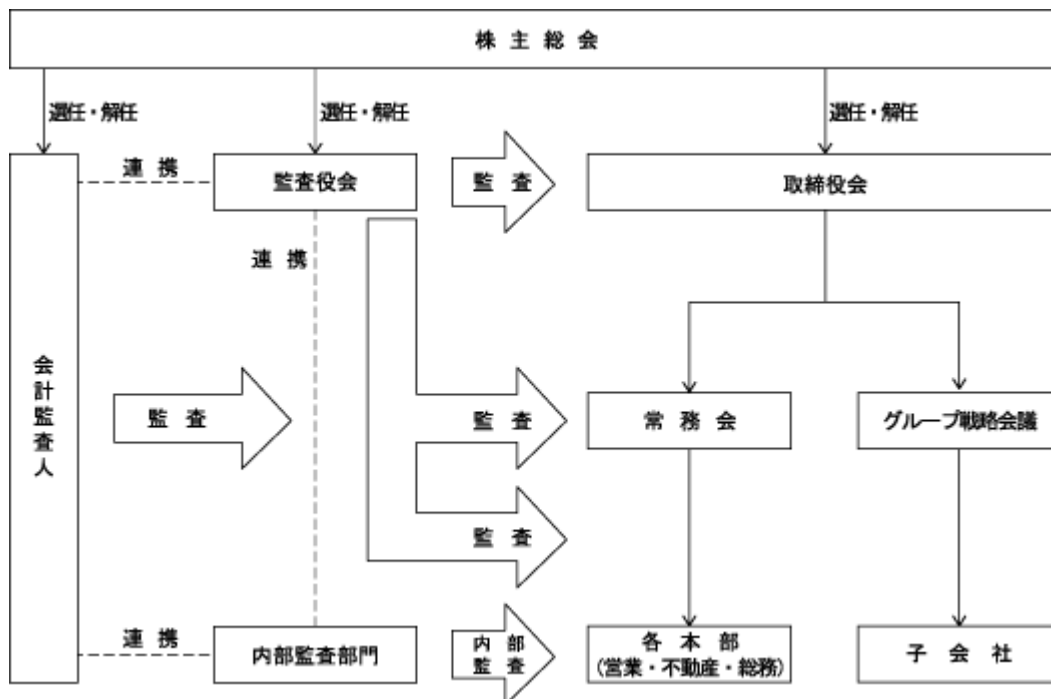 株主総会
選任・解任
選任・解任
選任・解任
連携
監査役会
監査
取締役会
連携
会計監査人
監査
監査
常務会
グループ戦略会議
監査
連携
内部監査部門
内部
監査
各本部
(営業・不動産・総務)
子会社